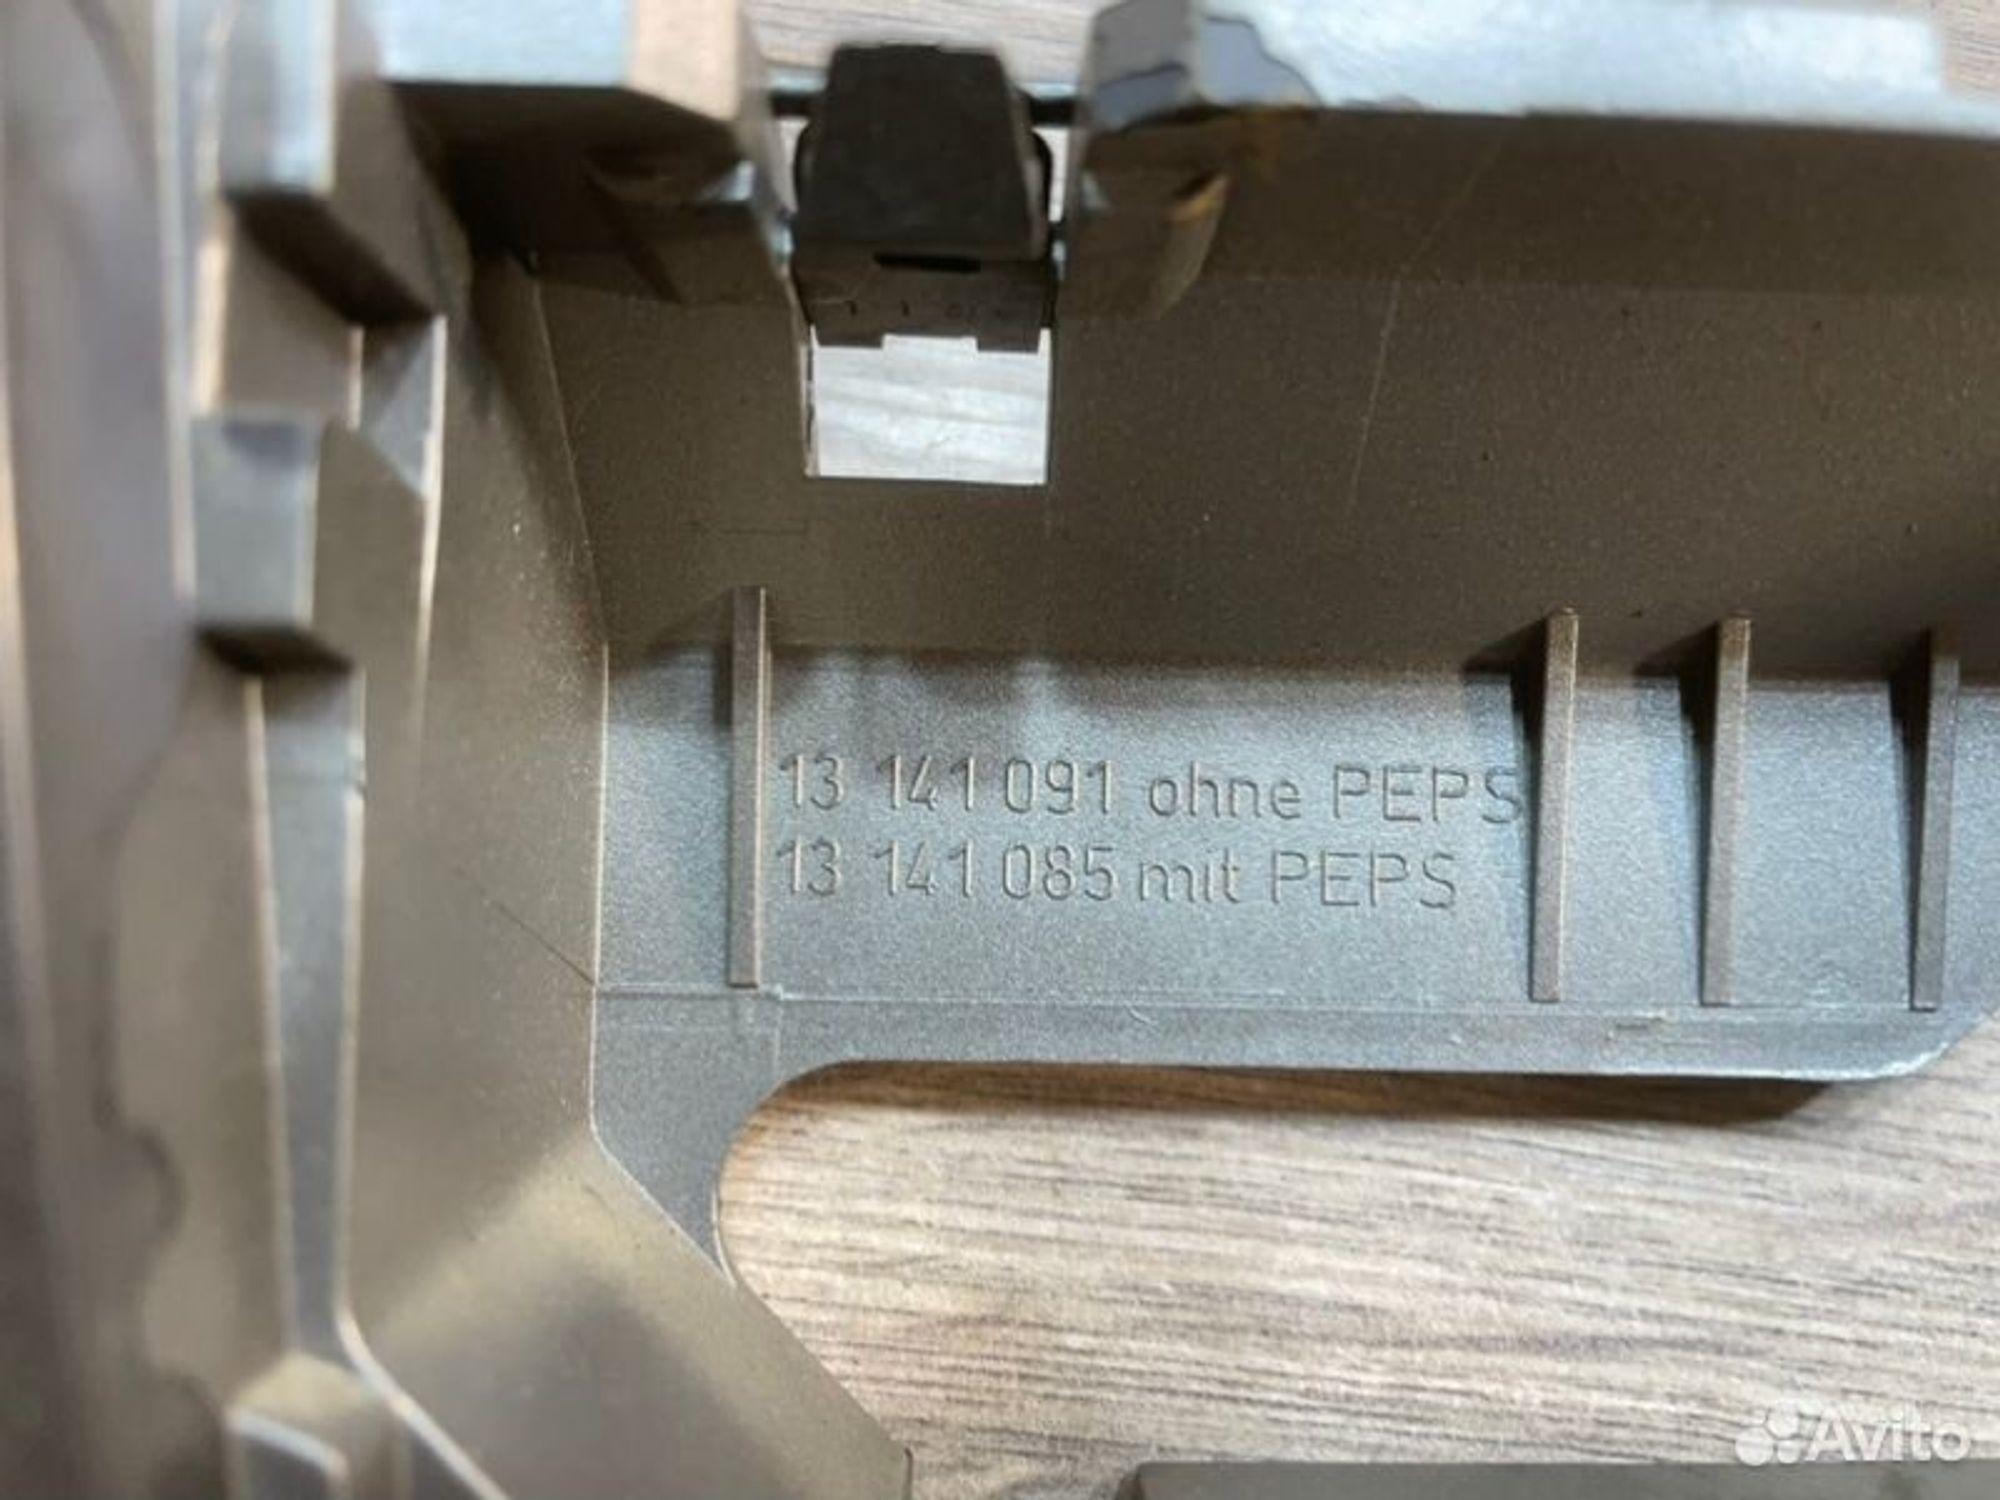 13 141 091 ohne PEPS
13 141 085 mit PEPS
Avito